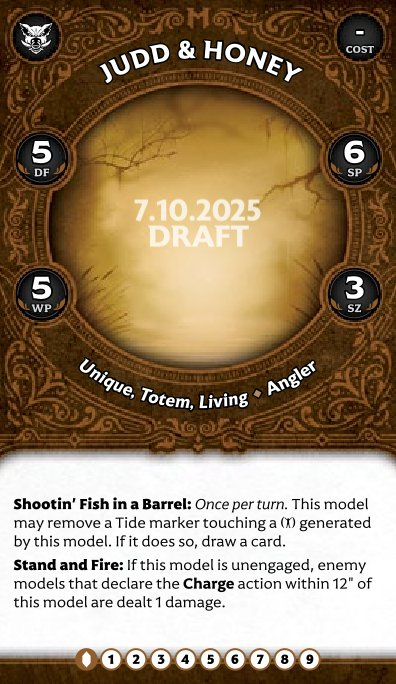 JUDD & HONEY
-
COST
5
DF
6
SP
7.10.2025
DRAFT
5
WP
3
SZ
Unique, Totem, Living ◆ Angler
Shootin’ Fish in a Barrel: Once per turn. This model
may remove a Tide marker touching a () generated
by this model. If it does so, draw a card.
Stand and Fire: If this model is unengaged, enemy
models that declare the Charge action within 12" of
this model are dealt 1 damage.
1 2 3 4 5 6 7 8 9